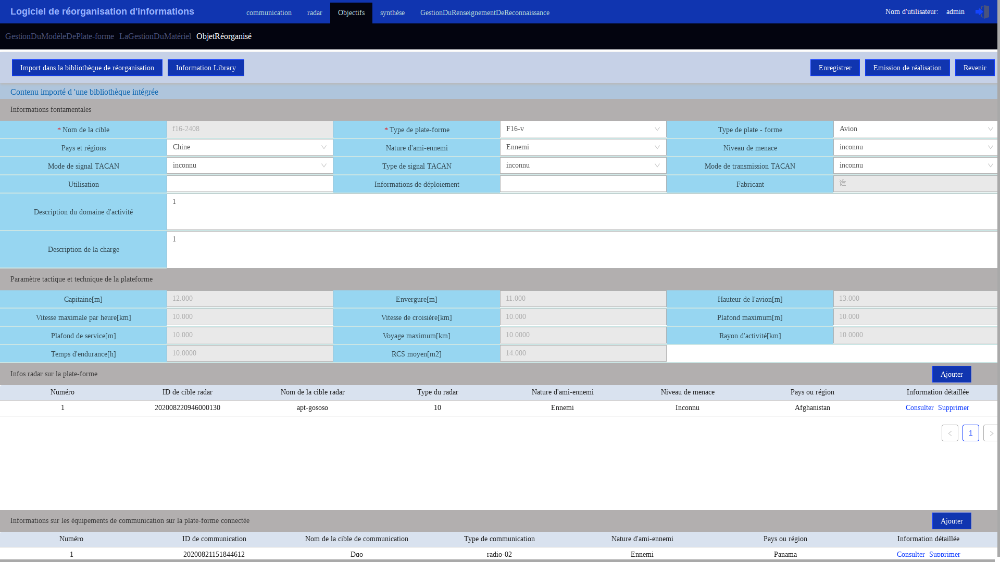 Logiciel de réorganisation d'informations communication radar Objectifs synthèse GestionDuRenseignementDeReconnaissance Nom d'utilisateur: admin
GestionDuModèleDePlate-forme LaGestionDuMatériel ObjetRéorganisé
Import dans la bibliothèque de réorganisation Information Library Enregistrer Emission de réalisation Revenir
Contenu importé d 'une bibliothèque intégrée
Informations fontamentales
* Nom de la cible f16-2408 * Type de plate-forme F16-v Type de plate - forme Avion
Pays et régions Chine Nature d'ami-ennemi Ennemi Niveau de menace inconnu
Mode de signal TACAN inconnu Type de signal TACAN inconnu Mode de transmission TACAN inconnu
Utilisation Informations de déploiement Fabricant 谁
Description du domaine d'activité 1
Description de la charge 1
Paramètre tactique et technique de la plateforme
Capitaine[m] 12.000 Envergure[m] 11.000 Hauteur de l'avion[m] 13.000
Vitesse maximale par heure[km] 10.000 Vitesse de croisière[km] 10.000 Plafond maximum[m] 10.000
Plafond de service[m] 10.000 Voyage maximum[km] 10.0000 Rayon d'activité[km] 10.0000
Temps d'endurance[h] 10.0000 RCS moyen[m2] 14.000
Infos radar sur la plate-forme Ajouter
Numéro ID de cible radar Nom de la cible radar Type du radar Nature d'ami-ennemi Niveau de menace Pays ou région Information détaillée
1 202008220946000130 apt-gososo 10 Ennemi Inconnu Afghanistan Consulter Supprimer
1
Informations sur les équipements de communication sur la plate-forme connectée Ajouter
Numéro ID de communication Nom de la cible de communication Type de communication Nature d'ami-ennemi Pays ou région Information détaillée
1 20200821151844612 Dgo radio-02 Ennemi Panama Consulter Supprimer